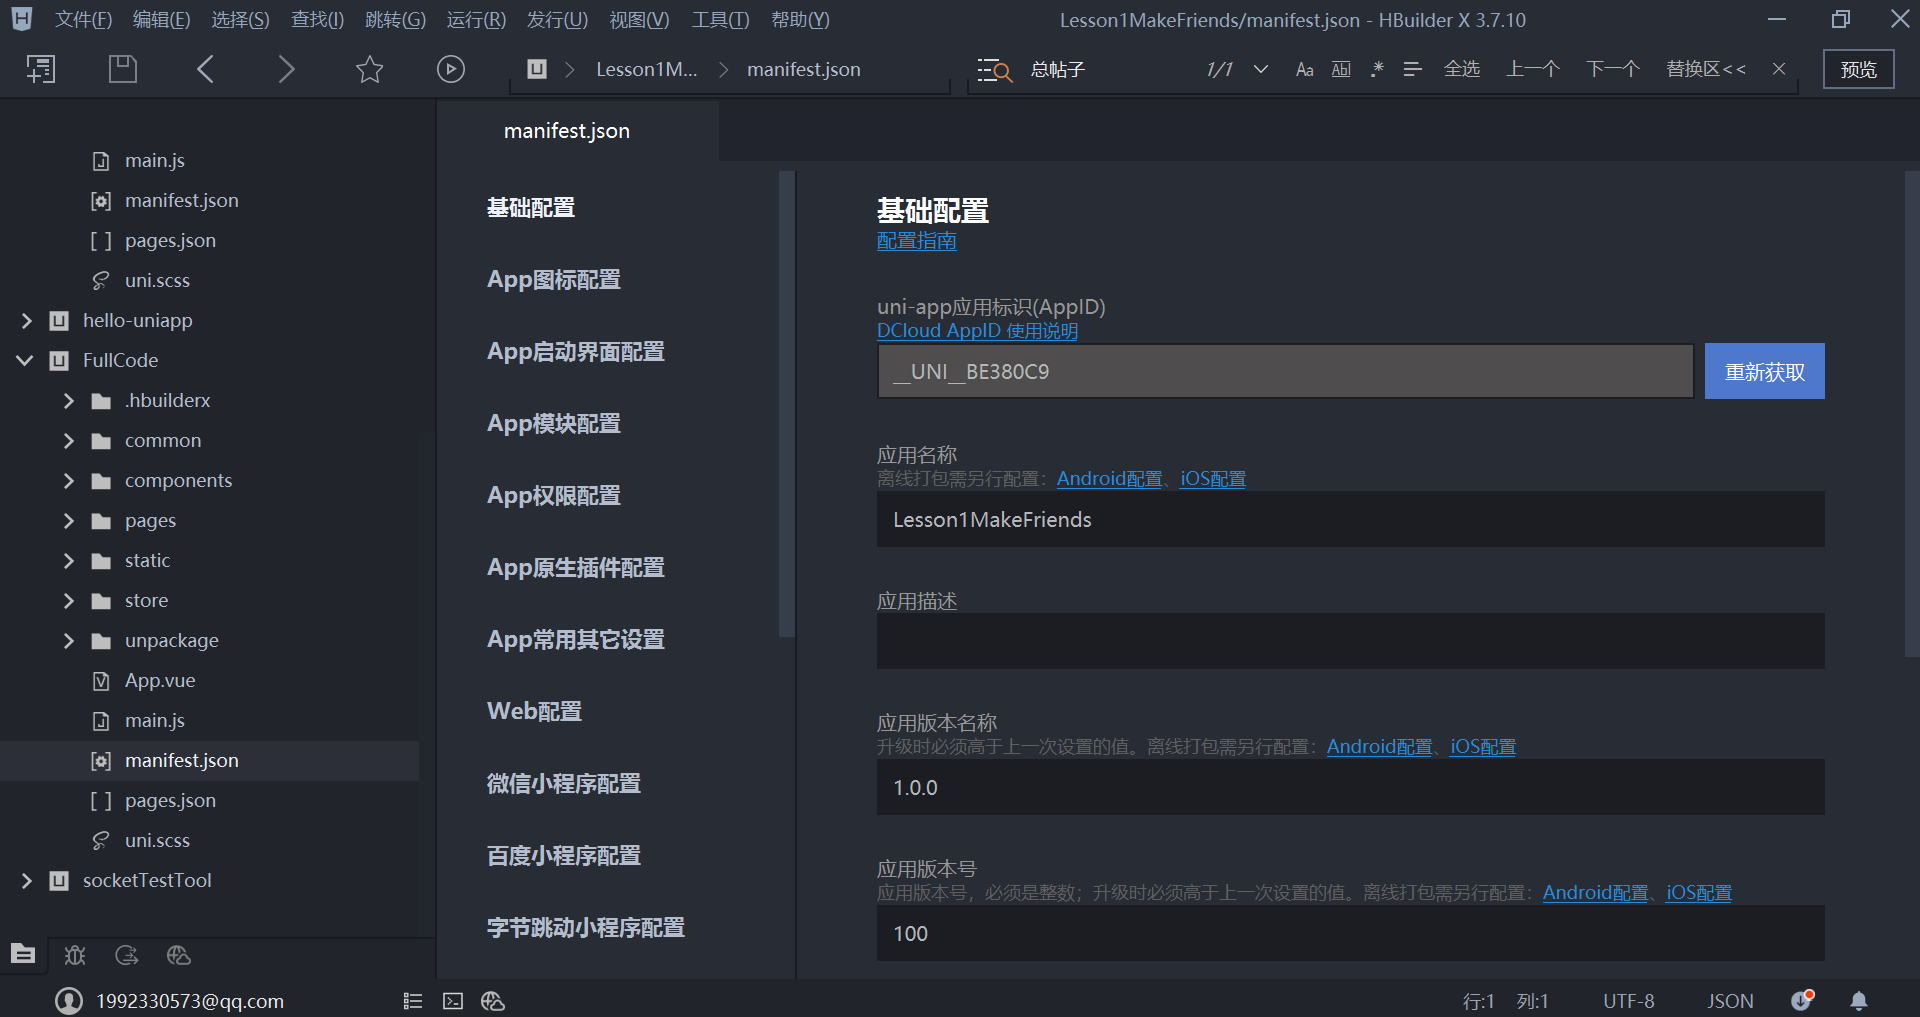 文件(F) 编辑(E) 选择(S) 查找(I) 跳转(G) 运行(R) 发行(U) 视图(V) 工具(T) 帮助(Y) Lesson1MakeFriends/manifest.json - HBuilder X 3.7.10
Lesson1M... manifest.json 总帖子 1/1 Aa AB .* 全选 上一个 下一个 替换区<< 预览
main.js
manifest.json
pages.json
uni.scss
hello-uniapp
FullCode
.hbuilderx
common
components
pages
static
store
unpackage
App.vue
main.js
manifest.json
pages.json
uni.scss
socketTestTool
manifest.json
基础配置
App图标配置
App启动界面配置
App模块配置
App权限配置
App原生插件配置
App常用其它设置
Web配置
微信小程序配置
百度小程序配置
字节跳动小程序配置
基础配置
配置指南
uni-app应用标识(AppID)
DCloud AppID 使用说明
__UNI__BE380C9 重新获取
应用名称
离线打包需另行配置：Android配置、iOS配置
Lesson1MakeFriends
应用描述
应用版本名称
升级时必须高于上一次设置的值。离线打包需另行配置：Android配置、iOS配置
1.0.0
应用版本号
应用版本号，必须是整数；升级时必须高于上一次设置的值。离线打包需另行配置：Android配置、iOS配置
100
1992330573@qq.com 行:1 列:1 UTF-8 JSON